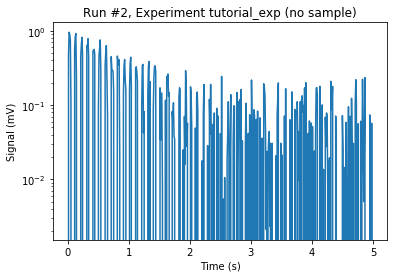 Run #2, Experiment tutorial_exp (no sample)
Signal (mV)
10⁰
10⁻¹
10⁻²
0 1 2 3 4 5
Time (s)